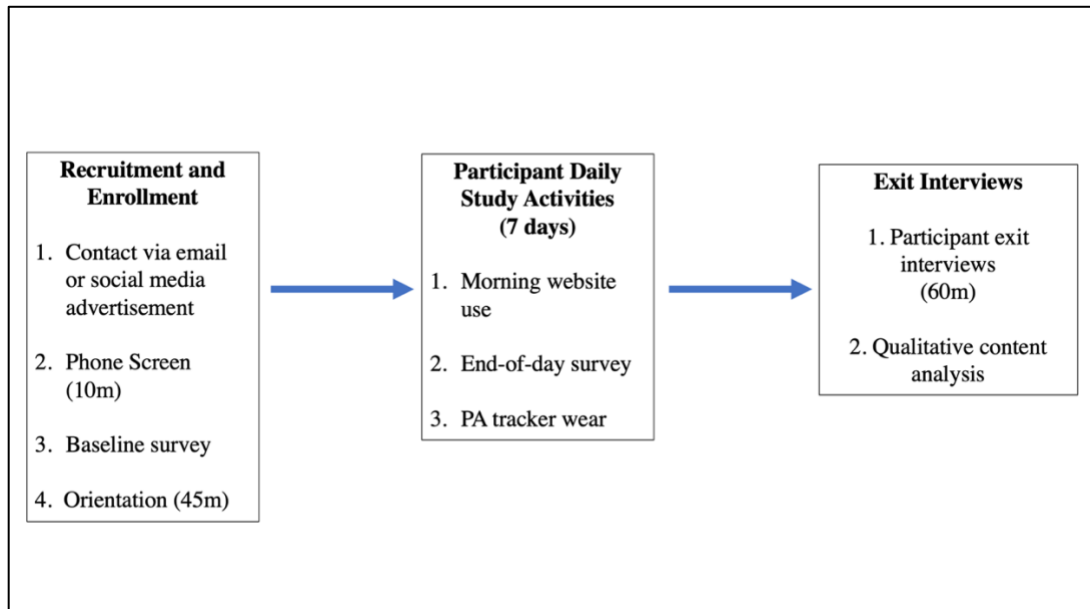 Recruitment and
Enrollment
1. Contact via email
or social media
advertisement
2. Phone Screen
(10m)
3. Baseline survey
4. Orientation (45m)
Participant Daily
Study Activities
(7 days)
1. Morning website
use
2. End-of-day survey
3. PA tracker wear
Exit Interviews
1. Participant exit
interviews
(60m)
2. Qualitative content
analysis